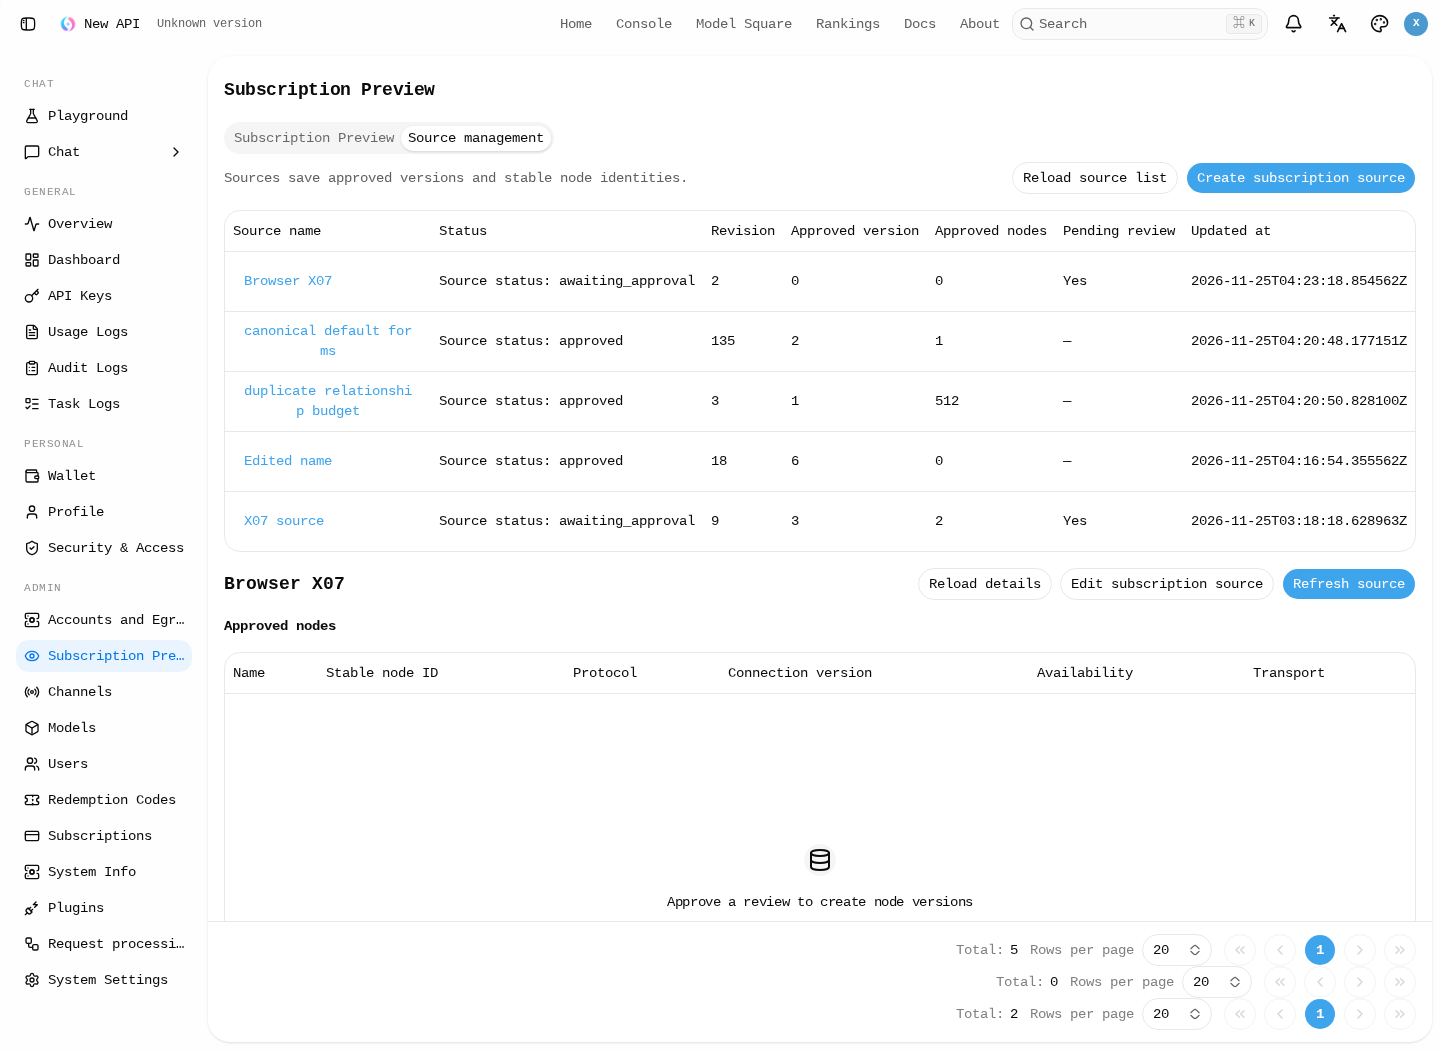 New API Unknown version Home Console Model Square Rankings Docs About Search ⌘ K X
CHAT
Playground
Chat
GENERAL
Overview
Dashboard
API Keys
Usage Logs
Audit Logs
Task Logs
PERSONAL
Wallet
Profile
Security & Access
ADMIN
Accounts and Egr…
Subscription Pre…
Channels
Models
Users
Redemption Codes
Subscriptions
System Info
Plugins
Request processi…
System Settings
Subscription Preview
Subscription Preview Source management
Sources save approved versions and stable node identities. Reload source list Create subscription source
Source name Status Revision Approved version Approved nodes Pending review Updated at
Browser X07 Source status: awaiting_approval 2 0 0 Yes 2026-11-25T04:23:18.854562Z
canonical default for
ms Source status: approved 135 2 1 — 2026-11-25T04:20:48.177151Z
duplicate relationshi
p budget Source status: approved 3 1 512 — 2026-11-25T04:20:50.828100Z
Edited name Source status: approved 18 6 0 — 2026-11-25T04:16:54.355562Z
X07 source Source status: awaiting_approval 9 3 2 Yes 2026-11-25T03:18:18.628963Z
Browser X07 Reload details Edit subscription source Refresh source
Approved nodes
Name Stable node ID Protocol Connection version Availability Transport
Approve a review to create node versions
Total: 5 Rows per page 20 1
Total: 0 Rows per page 20
Total: 2 Rows per page 20 1